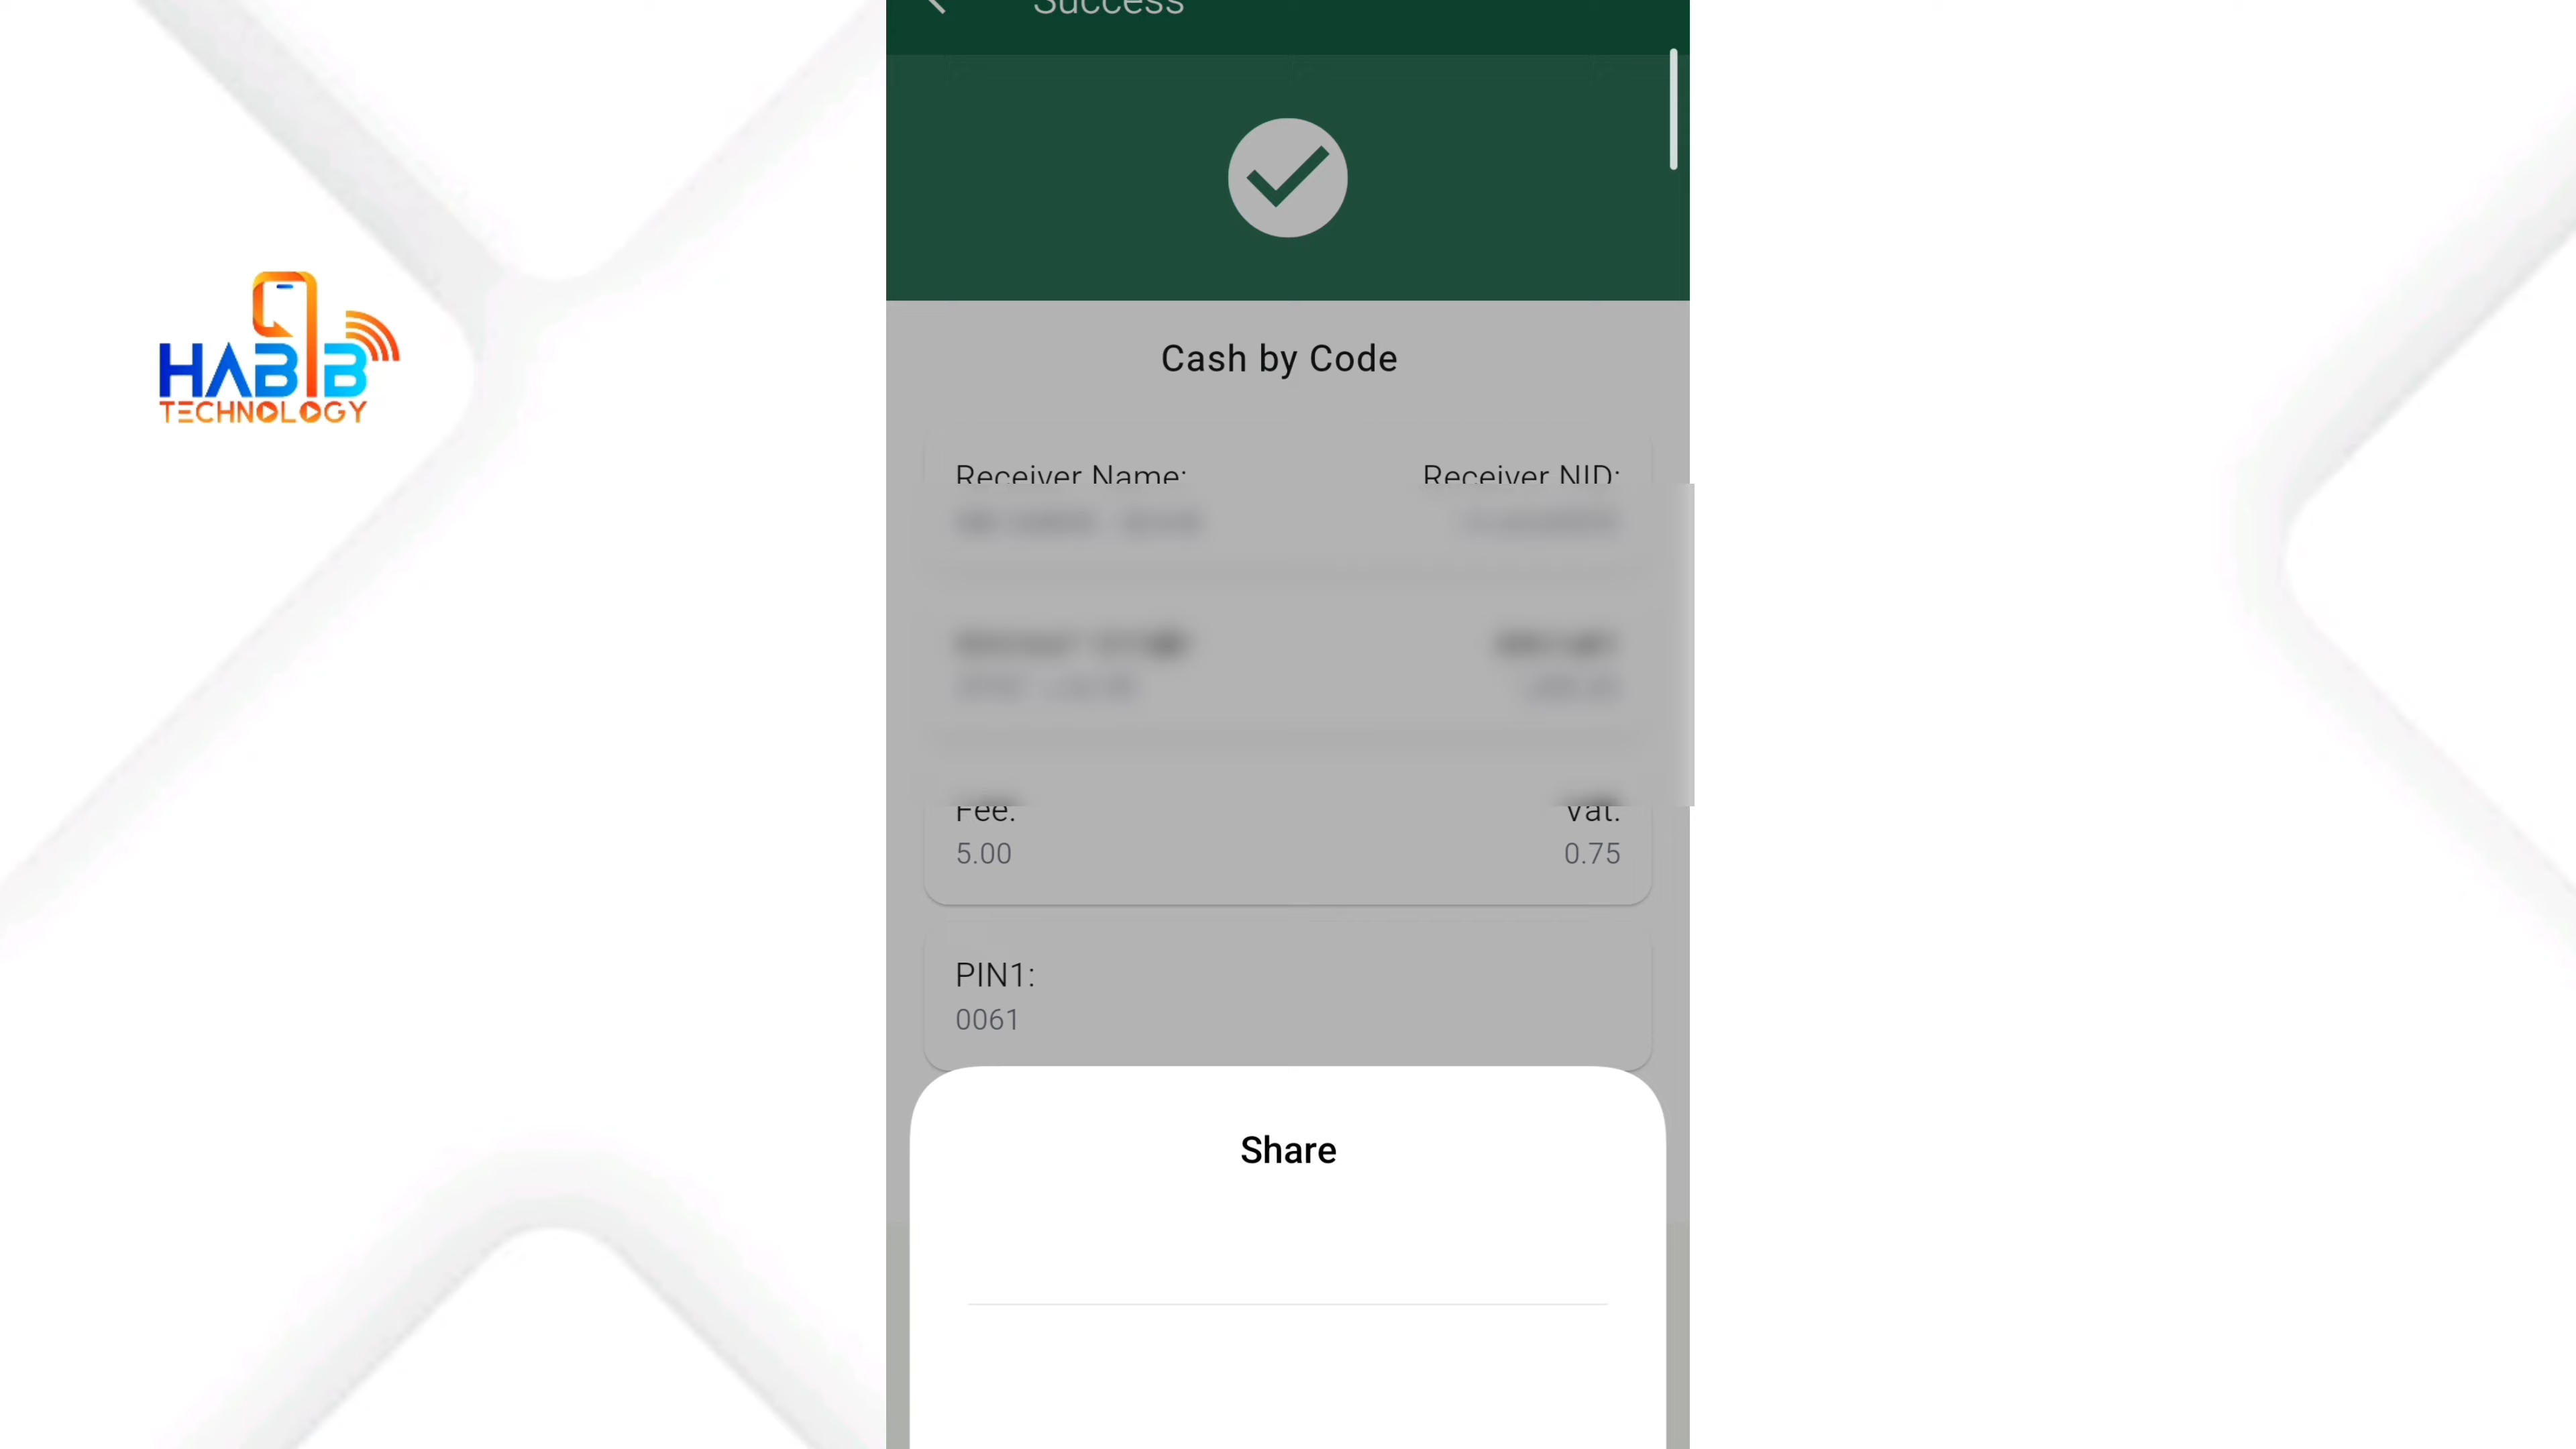 Success
HABIB
TECHNOLOGY
Cash by Code
Receiver Name:
Receiver NID:
Fee:
Vat:
5.00
0.75
PIN1:
0061
Share